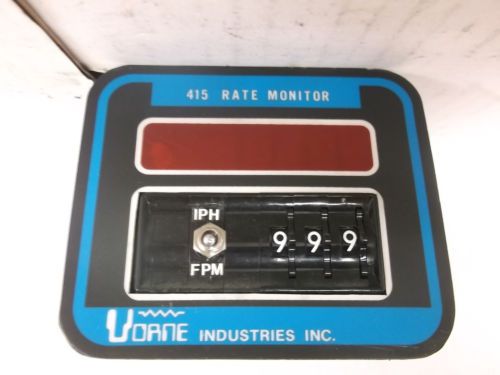 415 RATE MONITOR
IPH
9 9 9
FPM
VORNE INDUSTRIES INC.